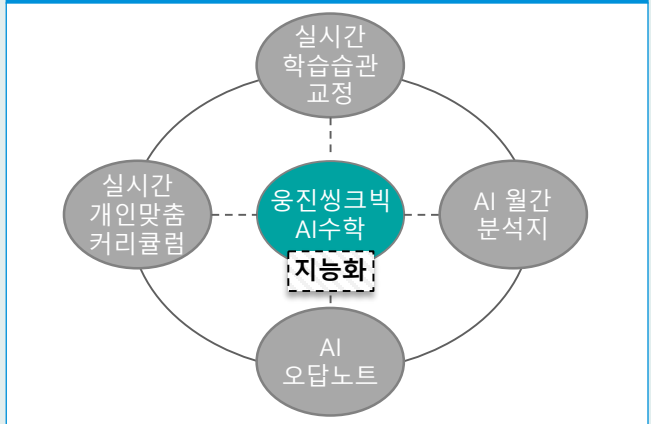 실시간
학습습관
교정
실시간
개인맞춤
커리큘럼
웅진씽크빅
AI수학
지능화
AI 월간
분석지
AI
오답노트